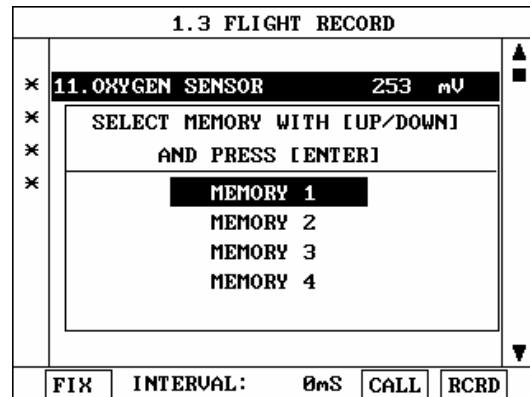 1.3 FLIGHT RECORD
11.OXYGEN SENSOR 253 mV
SELECT MEMORY WITH [UP/DOWN]
AND PRESS [ENTER]
MEMORY 1
MEMORY 2
MEMORY 3
MEMORY 4
FIX INTERVAL: 0mS CALL RCRD